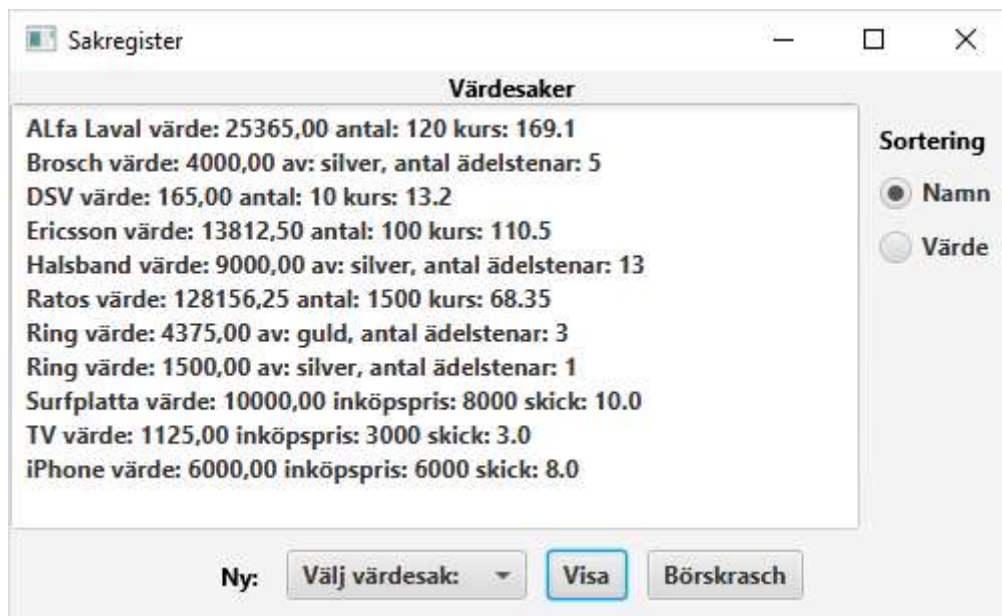 Sakregister
Värdesaker
ALfa Laval värde: 25365,00 antal: 120 kurs: 169.1
Brosch värde: 4000,00 av: silver, antal ädelstenar: 5
DSV värde: 165,00 antal: 10 kurs: 13.2
Ericsson värde: 13812,50 antal: 100 kurs: 110.5
Halsband värde: 9000,00 av: silver, antal ädelstenar: 13
Ratos värde: 128156,25 antal: 1500 kurs: 68.35
Ring värde: 4375,00 av: guld, antal ädelstenar: 3
Ring värde: 1500,00 av: silver, antal ädelstenar: 1
Surfplatta värde: 10000,00 inköpspris: 8000 skick: 10.0
TV värde: 1125,00 inköpspris: 3000 skick: 3.0
iPhone värde: 6000,00 inköpspris: 6000 skick: 8.0
Sortering
Namn
Värde
Ny: Välj värdesak: Visa Börskrasch